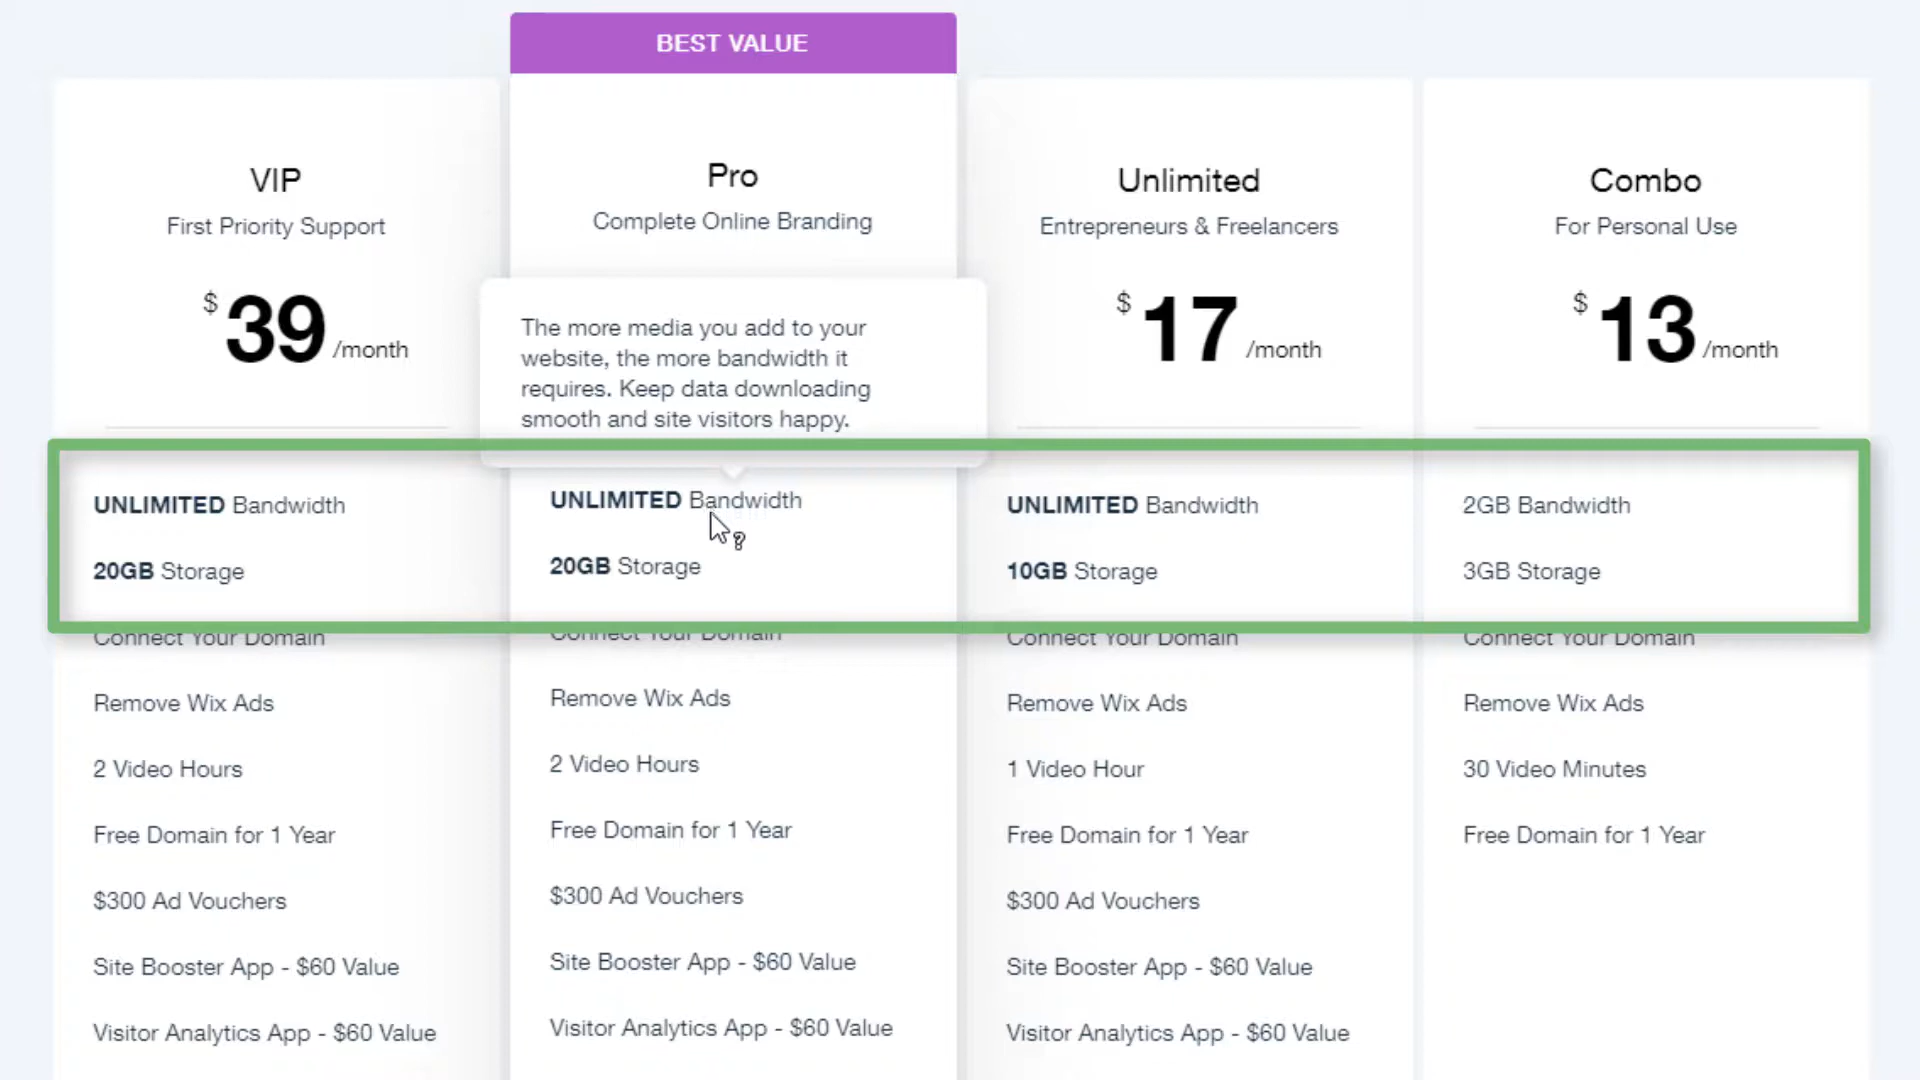 BEST VALUE
VIP
First Priority Support
$ 39 /month
UNLIMITED Bandwidth
20GB Storage
Connect Your Domain
Remove Wix Ads
2 Video Hours
Free Domain for 1 Year
$300 Ad Vouchers
Site Booster App - $60 Value
Visitor Analytics App - $60 Value
Pro
Complete Online Branding
The more media you add to your
website, the more bandwidth it
requires. Keep data downloading
smooth and site visitors happy.
UNLIMITED Bandwidth
20GB Storage
Connect Your Domain
Remove Wix Ads
2 Video Hours
Free Domain for 1 Year
$300 Ad Vouchers
Site Booster App - $60 Value
Visitor Analytics App - $60 Value
Unlimited
Entrepreneurs & Freelancers
$ 17 /month
UNLIMITED Bandwidth
10GB Storage
Connect Your Domain
Remove Wix Ads
1 Video Hour
Free Domain for 1 Year
$300 Ad Vouchers
Site Booster App - $60 Value
Visitor Analytics App - $60 Value
Combo
For Personal Use
$ 13 /month
2GB Bandwidth
3GB Storage
Connect Your Domain
Remove Wix Ads
30 Video Minutes
Free Domain for 1 Year